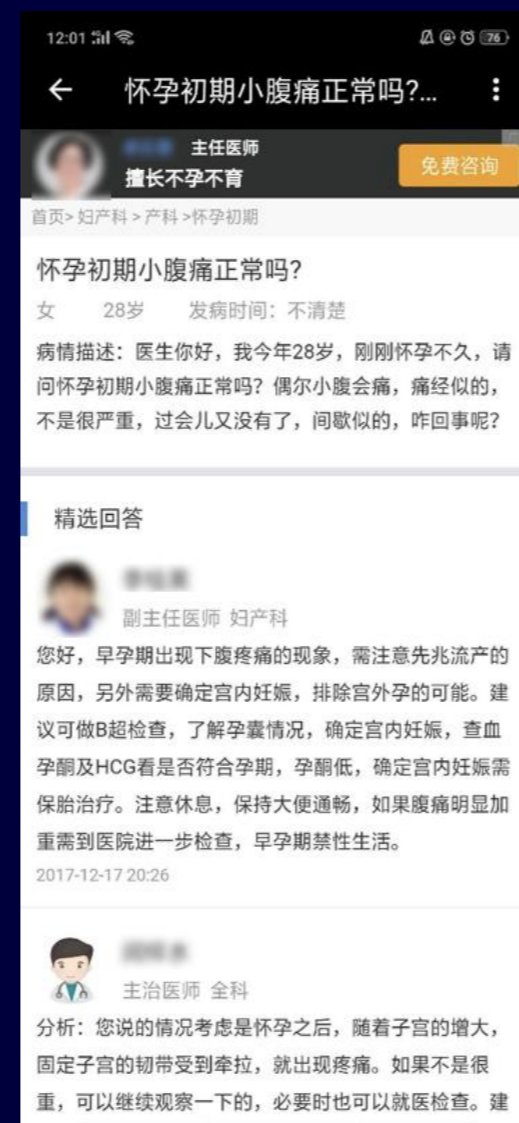 12:01
76
怀孕初期小腹痛正常吗?...
主任医师
擅长不孕不育
免费咨询
首页> 妇产科 > 产科 >怀孕初期
怀孕初期小腹痛正常吗?
女 28岁 发病时间：不清楚
病情描述：医生你好，我今年28岁，刚刚怀孕不久，请
问怀孕初期小腹痛正常吗？偶尔小腹会痛，痛经似的，
不是很严重，过会儿又没有了，间歇似的，咋回事呢？
精选回答
副主任医师 妇产科
您好，早孕期出现下腹疼痛的现象，需注意先兆流产的
原因，另外需要确定宫内妊娠，排除宫外孕的可能。建
议可做B超检查，了解孕囊情况，确定宫内妊娠，查血
孕酮及HCG看是否符合孕期，孕酮低，确定宫内妊娠需
保胎治疗。注意休息，保持大便通畅，如果腹痛明显加
重需到医院进一步检查，早孕期禁性生活。
2017-12-17 20:26
主治医师 全科
分析：您说的情况考虑是怀孕之后，随着子宫的增大，
固定子宫的韧带受到牵拉，就出现疼痛。如果不是很
重，可以继续观察一下的，必要时也可以就医检查。建